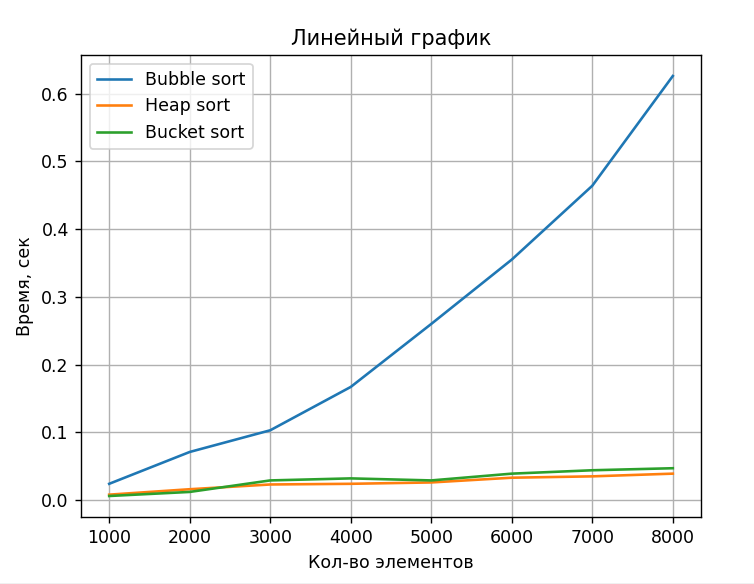 Линейный график
Bubble sort
Heap sort
Bucket sort
0.6
0.5
0.4
0.3
0.2
0.1
0.0
Время, сек
1000 2000 3000 4000 5000 6000 7000 8000
Кол-во элементов